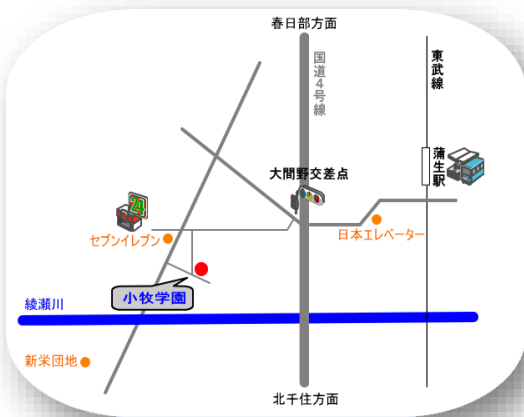 春日部方面
国道4号線
東武線
蒲生駅
大間野交差点
24
セブンイレブン
日本エレベーター
小牧学園
綾瀬川
新栄団地
北千住方面